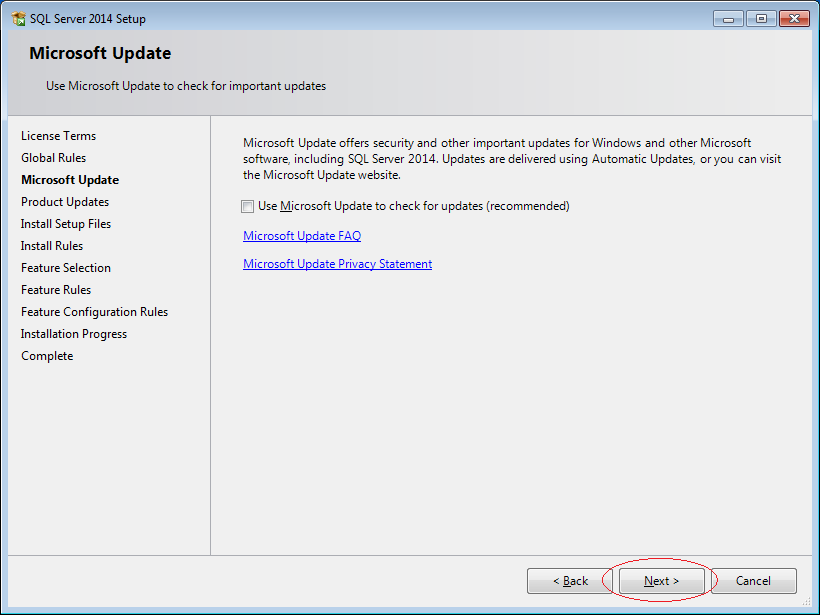 SQL Server 2014 Setup
Microsoft Update
Use Microsoft Update to check for important updates
License Terms
Global Rules
Microsoft Update
Product Updates
Install Setup Files
Install Rules
Feature Selection
Feature Rules
Feature Configuration Rules
Installation Progress
Complete
Microsoft Update offers security and other important updates for Windows and other Microsoft
software, including SQL Server 2014. Updates are delivered using Automatic Updates, or you can visit
the Microsoft Update website.
Use Microsoft Update to check for updates (recommended)
Microsoft Update FAQ
Microsoft Update Privacy Statement
< Back
Next >
Cancel